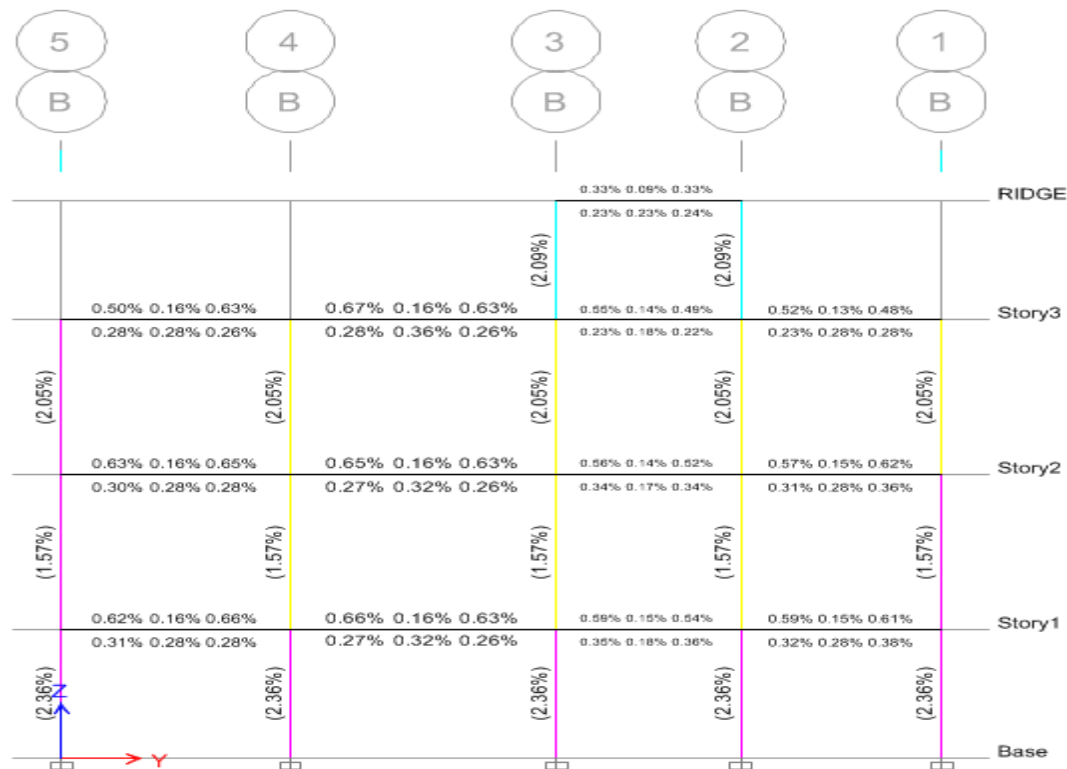 5 4 3 2 1
B B B B B
0.33% 0.09% 0.33%
RIDGE
0.23% 0.23% 0.24%
(2.09%) (2.09%)
0.50% 0.16% 0.63% 0.67% 0.16% 0.63% 0.55% 0.14% 0.49% 0.52% 0.13% 0.48%
Story3
0.28% 0.28% 0.26% 0.28% 0.36% 0.26% 0.23% 0.18% 0.22% 0.23% 0.28% 0.28%
(2.05%) (2.05%) (2.05%) (2.05%) (2.05%)
0.63% 0.16% 0.65% 0.65% 0.16% 0.63% 0.56% 0.14% 0.52% 0.57% 0.15% 0.62%
Story2
0.30% 0.28% 0.28% 0.27% 0.32% 0.26% 0.34% 0.17% 0.34% 0.31% 0.28% 0.36%
(1.57%) (1.57%) (1.57%) (1.57%) (1.57%)
0.62% 0.16% 0.66% 0.66% 0.16% 0.63% 0.59% 0.15% 0.54% 0.59% 0.15% 0.61%
Story1
0.31% 0.28% 0.28% 0.27% 0.32% 0.26% 0.35% 0.18% 0.36% 0.32% 0.28% 0.38%
(2.36%) (2.36%) (2.36%) (2.36%) (2.36%)
Z
Y
Base